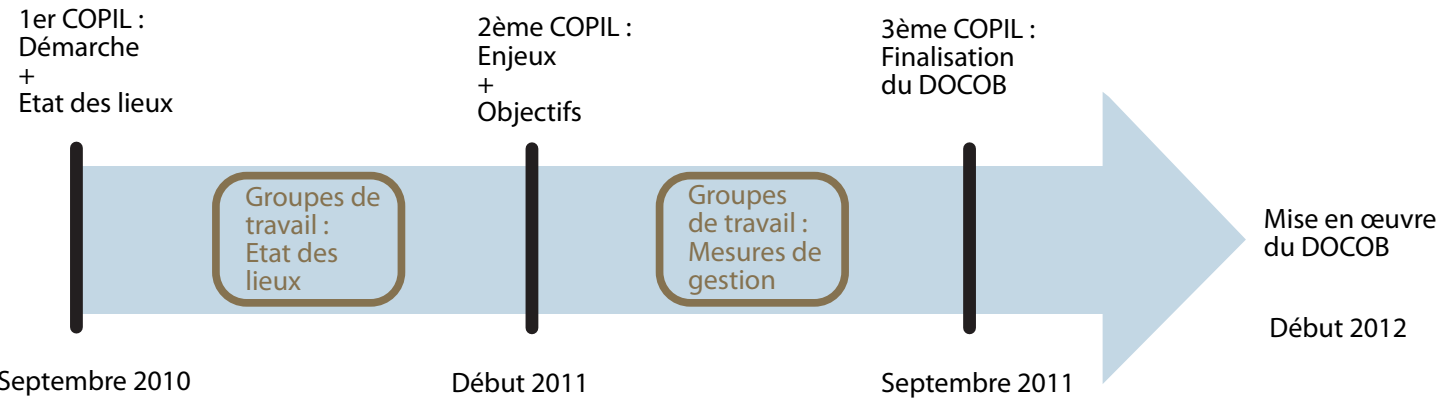 1er COPIL :
Démarche
+
Etat des lieux
2ème COPIL :
Enjeux
+
Objectifs
3ème COPIL :
Finalisation
du DOCOB
Groupes de
travail :
Etat des
lieux
Groupes
de travail :
Mesures de
gestion
Mise en œuvre
du DOCOB
Début 2012
Septembre 2010
Début 2011
Septembre 2011